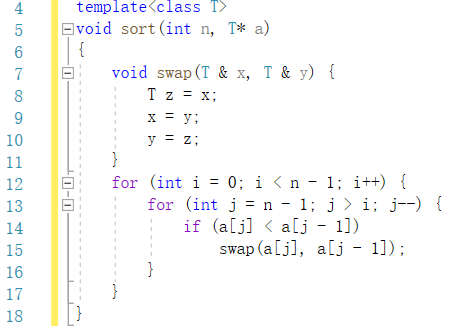 4 template<class T>
5 void sort(int n, T* a)
6 {
7     void swap(T & x, T & y) {
8         T z = x;
9         x = y;
10         y = z;
11     }
12     for (int i = 0; i < n - 1; i++) {
13         for (int j = n - 1; j > i; j--) {
14             if (a[j] < a[j - 1])
15                 swap(a[j], a[j - 1]);
16         }
17     }
18 }